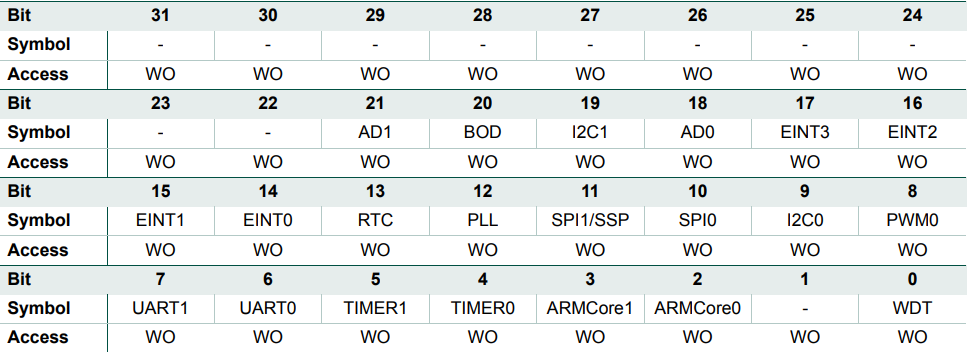 Bit 31 30 29 28 27 26 25 24
Symbol - - - - - - - -
Access WO WO WO WO WO WO WO WO
Bit 23 22 21 20 19 18 17 16
Symbol - - AD1 BOD I2C1 AD0 EINT3 EINT2
Access WO WO WO WO WO WO WO WO
Bit 15 14 13 12 11 10 9 8
Symbol EINT1 EINT0 RTC PLL SPI1/SSP SPI0 I2C0 PWM0
Access WO WO WO WO WO WO WO WO
Bit 7 6 5 4 3 2 1 0
Symbol UART1 UART0 TIMER1 TIMER0 ARMCore1 ARMCore0 - WDT
Access WO WO WO WO WO WO WO WO